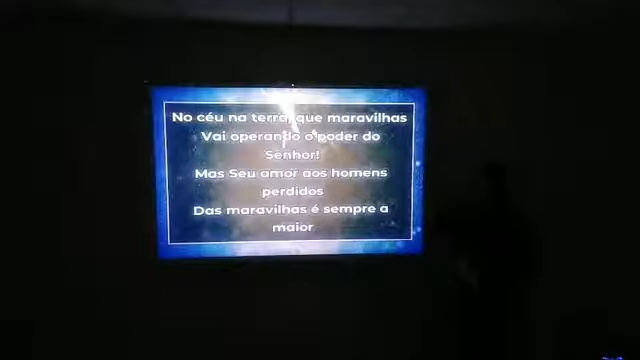 No céu na terra, que maravilhas
Vai operando o poder do
Senhor!
Mas Seu amor aos homens
perdidos
Das maravilhas é sempre a
maior